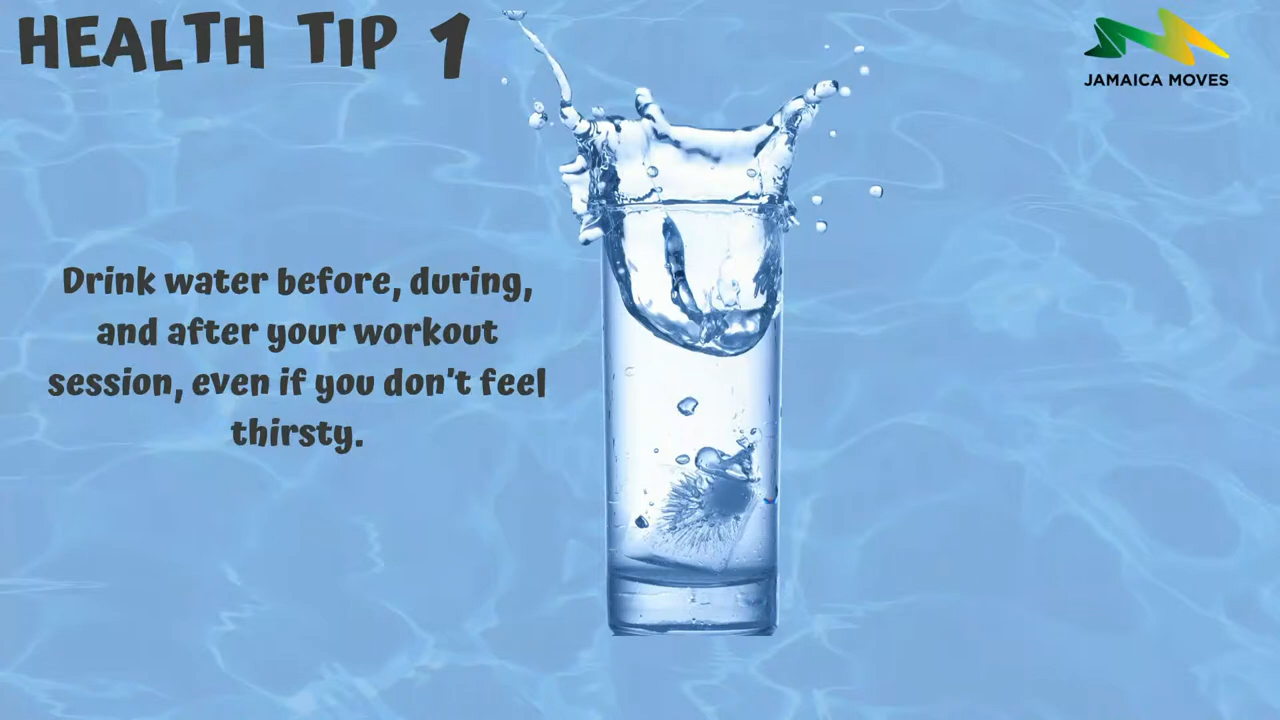 HEALTH TIP 1
JAMAICA MOVES
Drink water before, during,
and after your workout
session, even if you don't feel
thirsty.